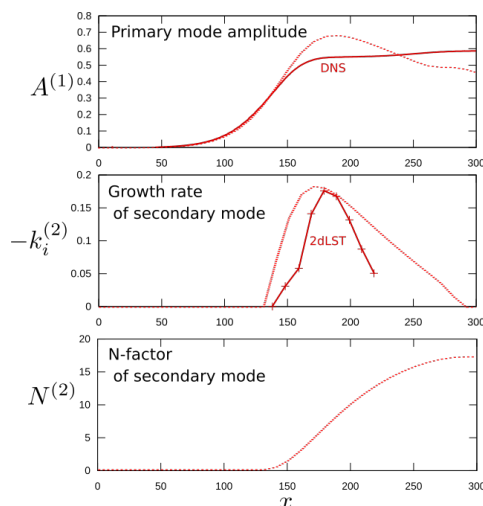 0.8
0.7
0.6
0.5
0.4
0.3
0.2
0.1
0
Primary mode amplitude
DNS
A^{(1)}
0 50 100 150 200 250 300
0.2
0.15
0.1
0.05
0
Growth rate
of secondary mode
2dLST
-k_i^{(2)}
0 50 100 150 200 250 300
20
15
10
5
0
N-factor
of secondary mode
N^{(2)}
0 50 100 150 200 250 300
x